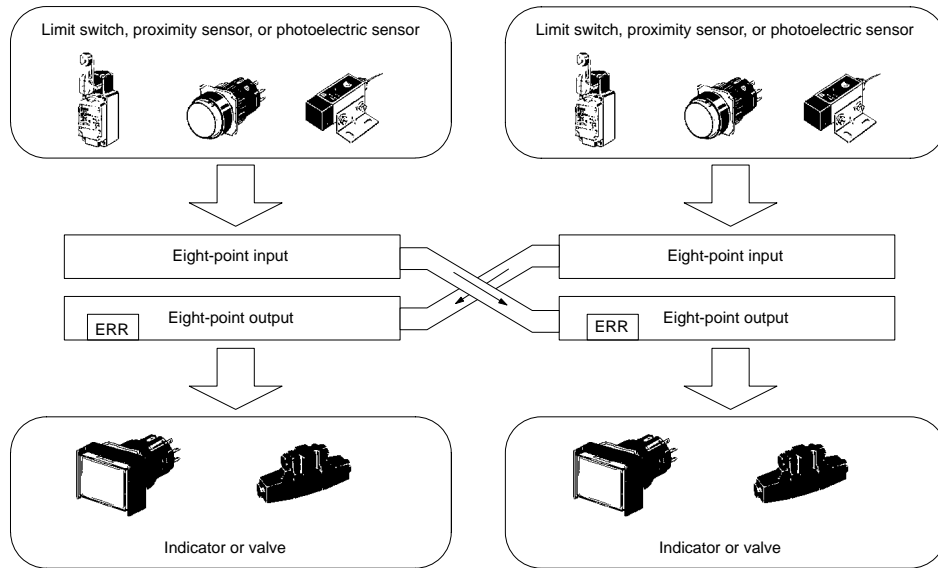 Limit switch, proximity sensor, or photoelectric sensor
Limit switch, proximity sensor, or photoelectric sensor
Eight-point input
Eight-point input
Eight-point output
ERR
Eight-point output
ERR
Indicator or valve
Indicator or valve